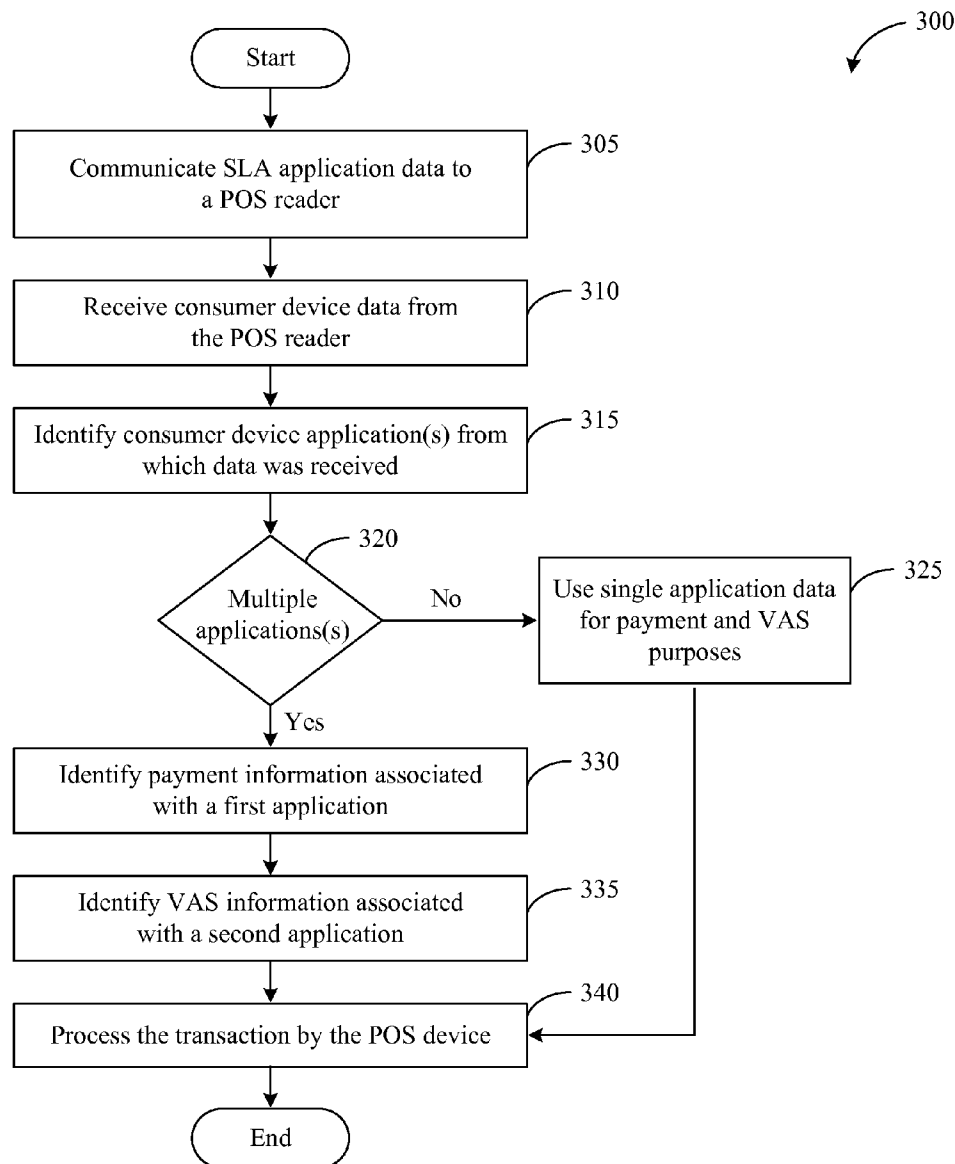 300
Start
305
Communicate SLA application data to
a POS reader
310
Receive consumer device data from
the POS reader
315
Identify consumer device application(s) from
which data was received
320
Multiple
applications(s)
No
325
Use single application data
for payment and VAS
purposes
Yes
330
Identify payment information associated
with a first application
335
Identify VAS information associated
with a second application
340
Process the transaction by the POS device
End